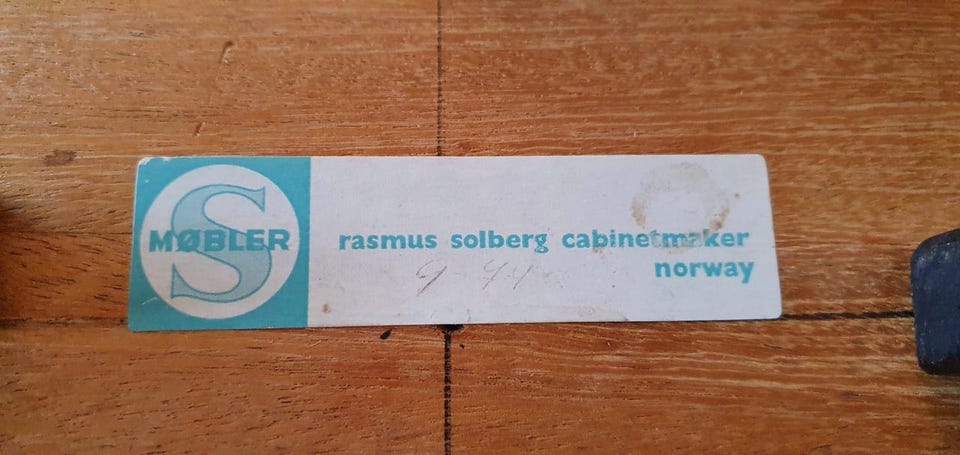 S
MØBLER
rasmus solberg cabinetmaker
norway